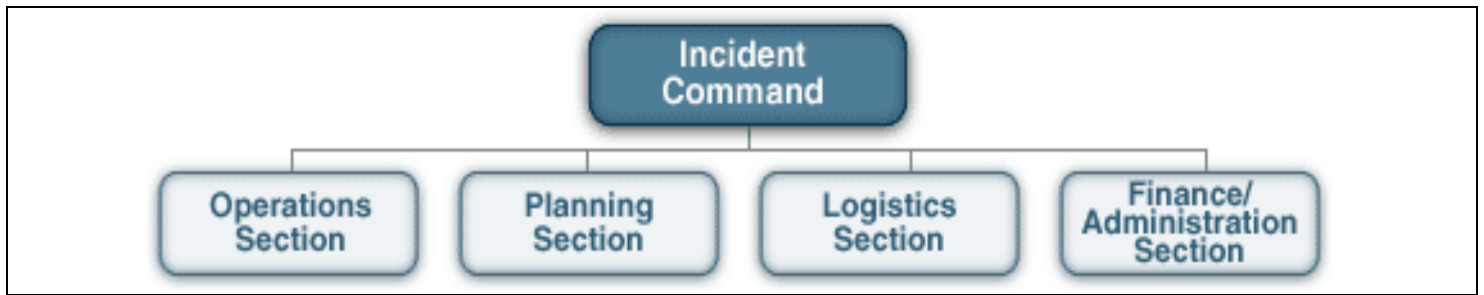 Incident
Command
Operations
Section
Planning
Section
Logistics
Section
Finance/
Administration
Section